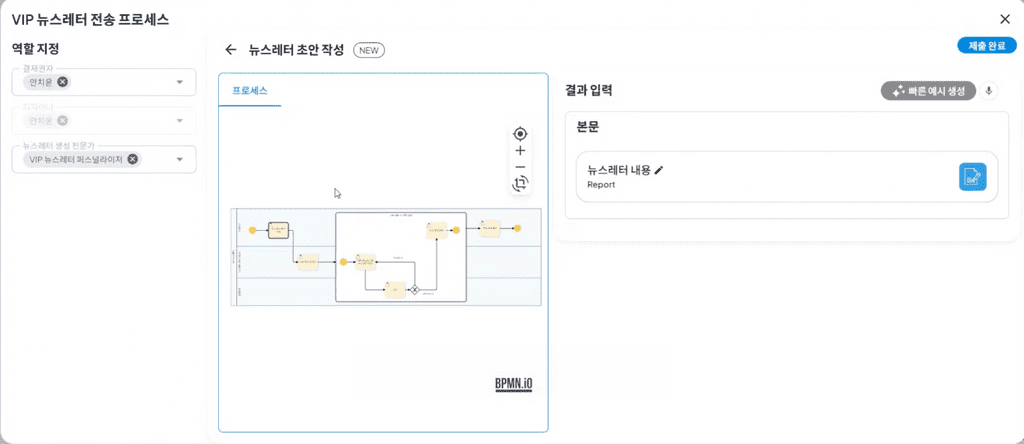 VIP 뉴스레터 전송 프로세스
역할 지정
결재권자
안치윤
안치윤
뉴스레터 생성 전문가
VIP 뉴스레터 퍼스널라이저
뉴스레터 초안 작성
NEW
제출 완료
프로세스
BPMN.iO
결과 입력
빠른 예시 생성
본문
뉴스레터 내용
Report